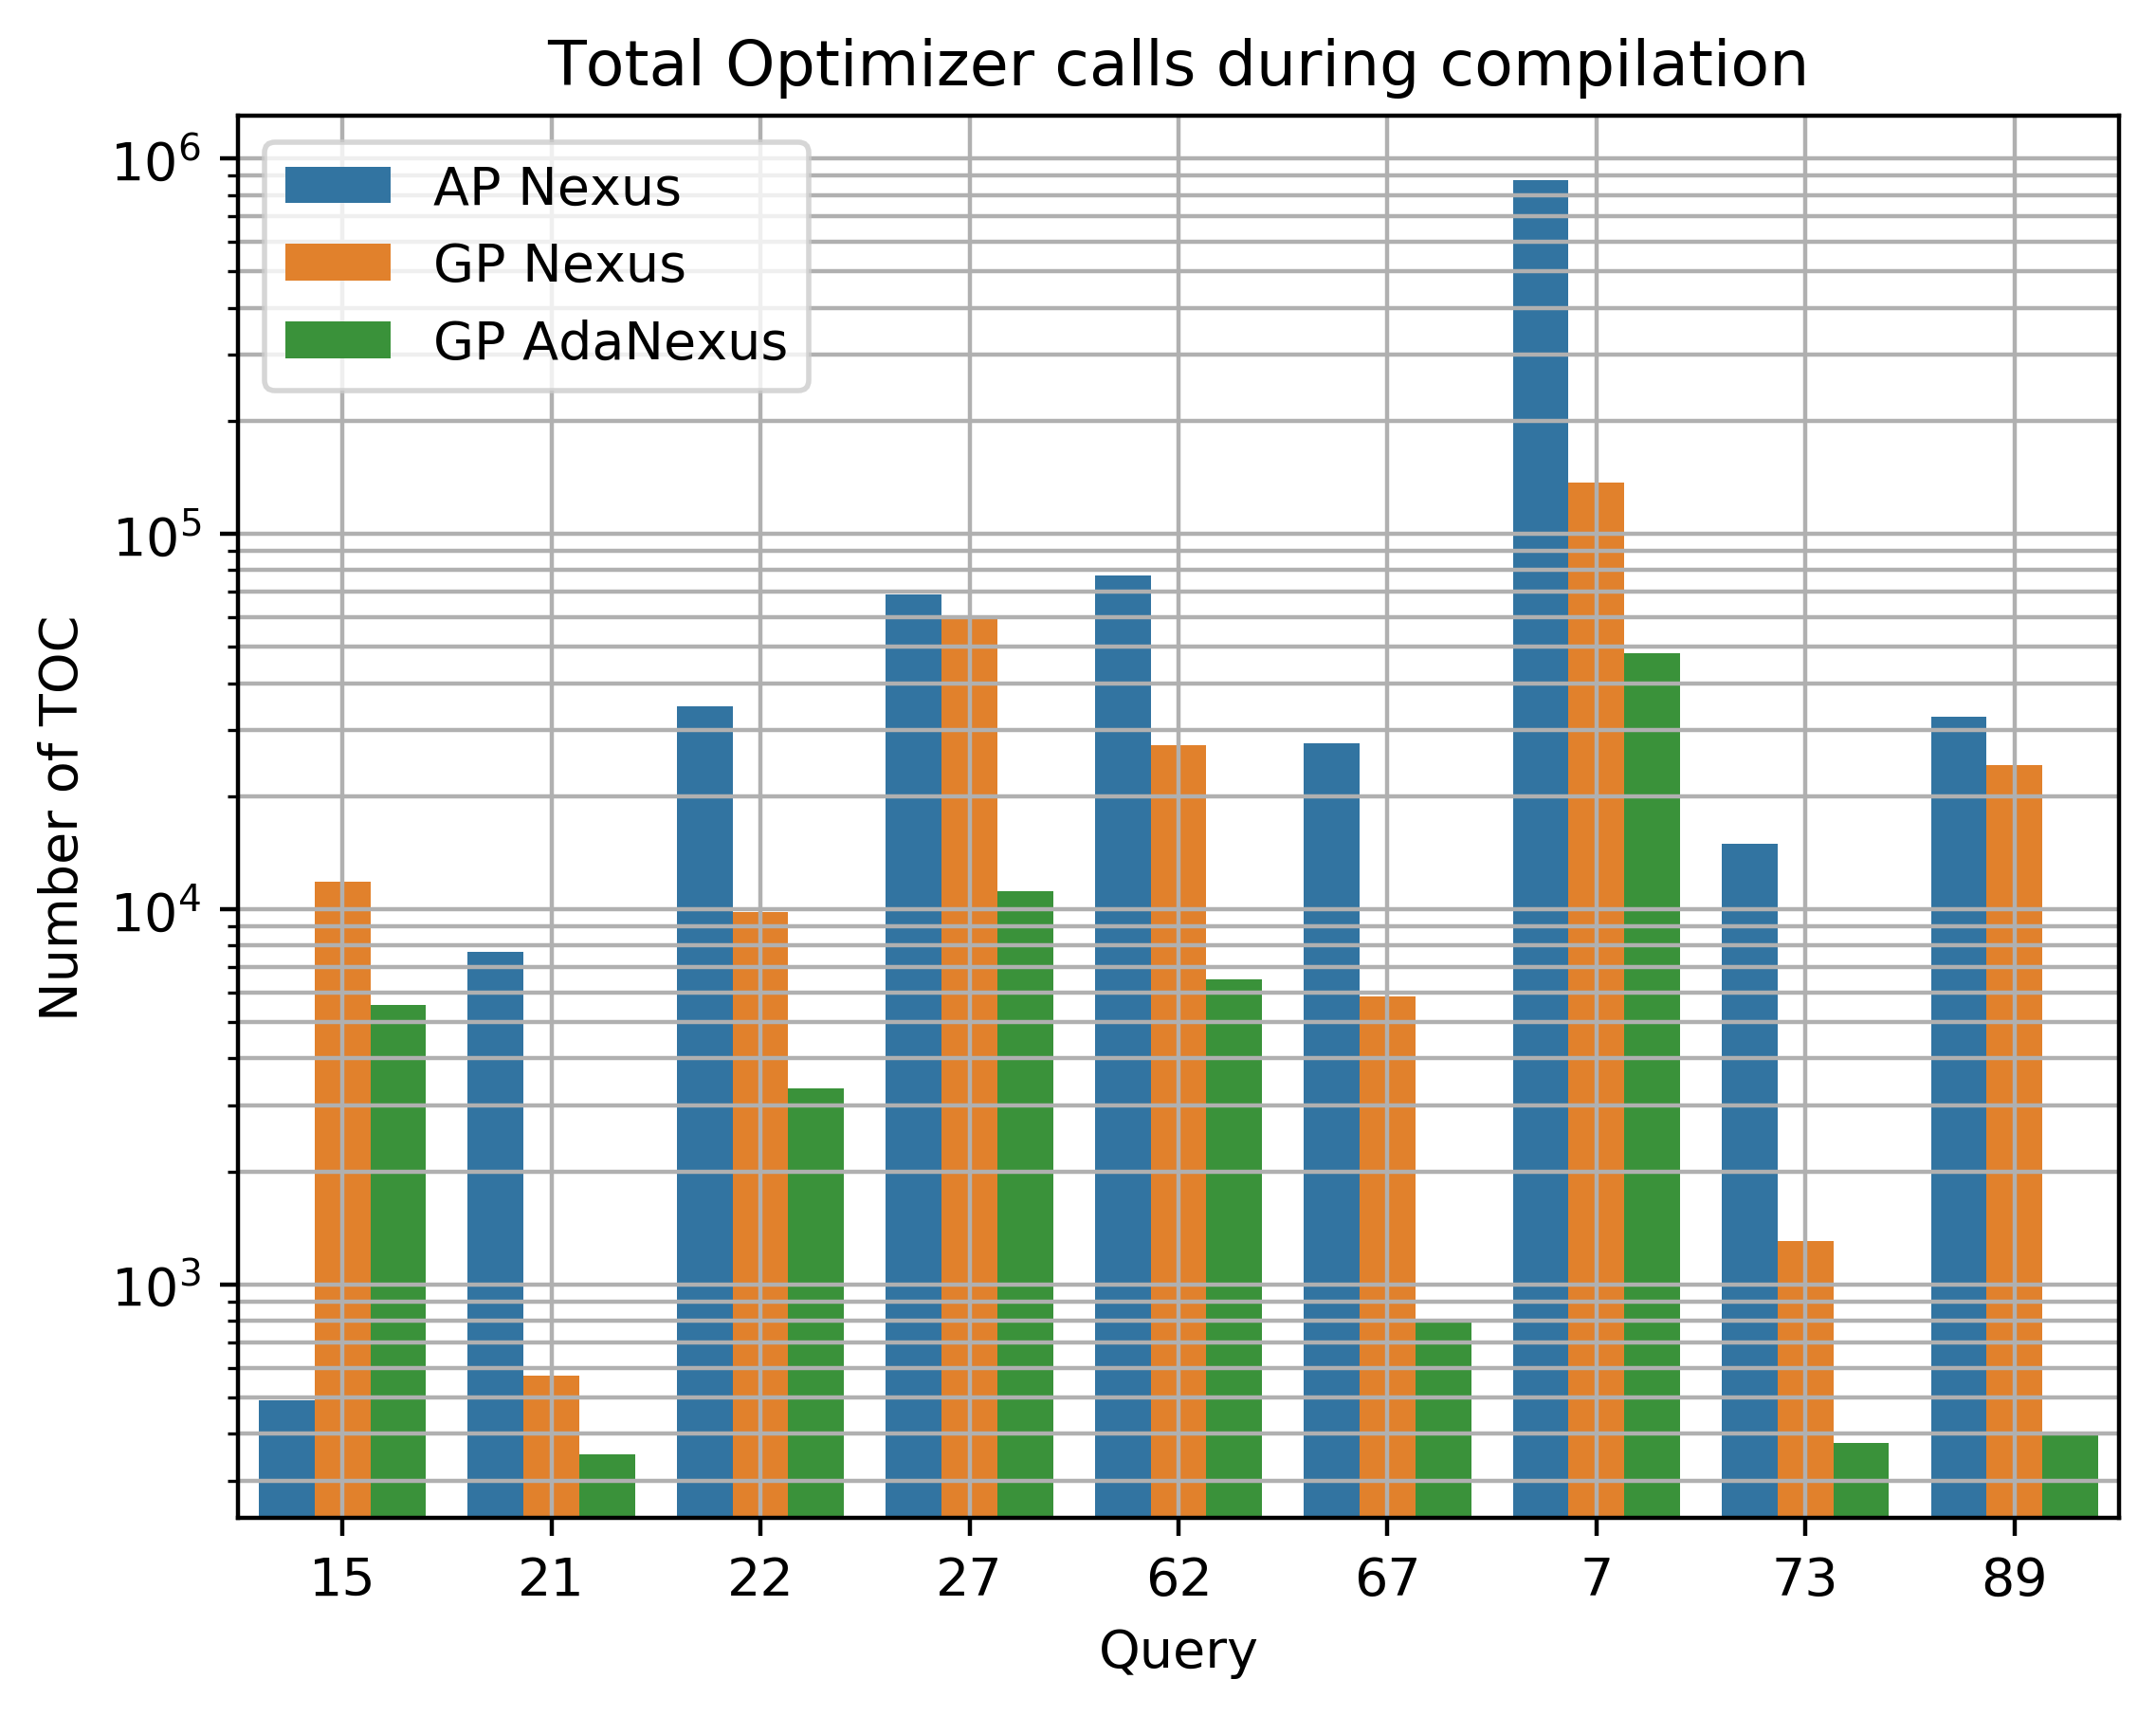 Total Optimizer calls during compilation
AP Nexus
GP Nexus
GP AdaNexus
Number of TOC
10⁶
10⁵
10⁴
10³
15 21 22 27 62 67 7 73 89
Query